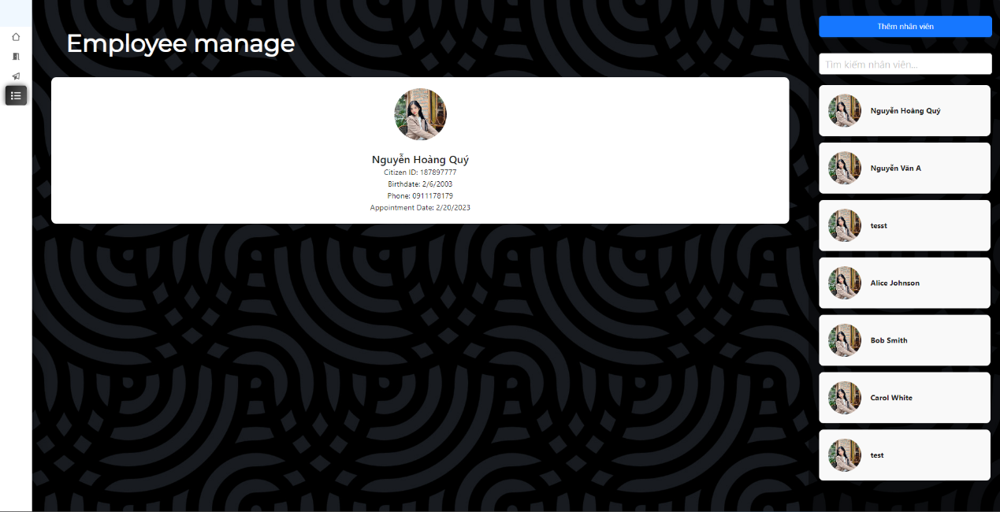 Employee manage
Nguyễn Hoàng Quý
Citizen ID: 187897777
Birthdate: 2/6/2003
Phone: 0911178179
Appointment Date: 2/20/2023
Thêm nhân viên
Tìm kiếm nhân viên...
Nguyễn Hoàng Quý
Nguyễn Văn A
tesst
Alice Johnson
Bob Smith
Carol White
test